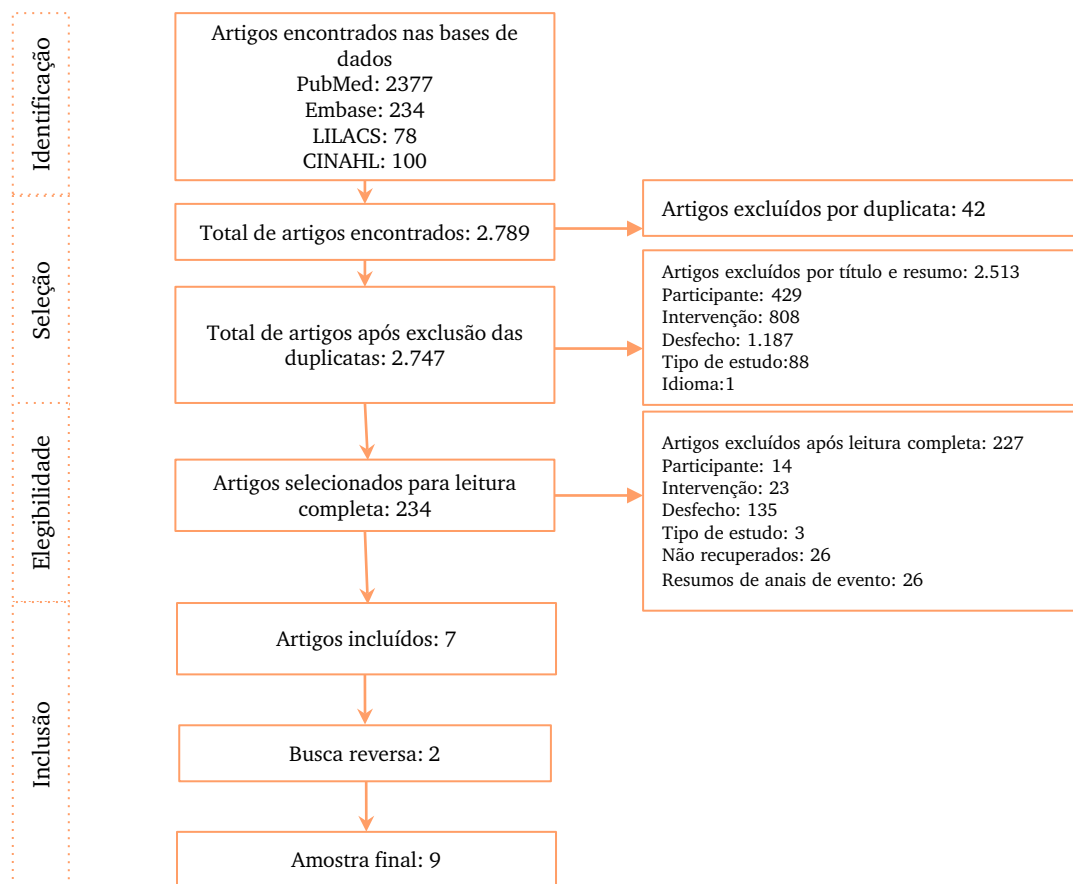 Identificação
Artigos encontrados nas bases de
dados
PubMed: 2377
Embase: 234
LILACS: 78
CINAHL: 100
Seleção
Total de artigos encontrados: 2.789
Artigos excluídos por duplicata: 42
Total de artigos após exclusão das
duplicatas: 2.747
Artigos excluídos por título e resumo: 2.513
Participante: 429
Intervenção: 808
Desfecho: 1.187
Tipo de estudo:88
Idioma:1
Elegibilidade
Artigos selecionados para leitura
completa: 234
Artigos excluídos após leitura completa: 227
Participante: 14
Intervenção: 23
Desfecho: 135
Tipo de estudo: 3
Não recuperados: 26
Resumos de anais de evento: 26
Inclusão
Artigos incluídos: 7
Busca reversa: 2
Amostra final: 9